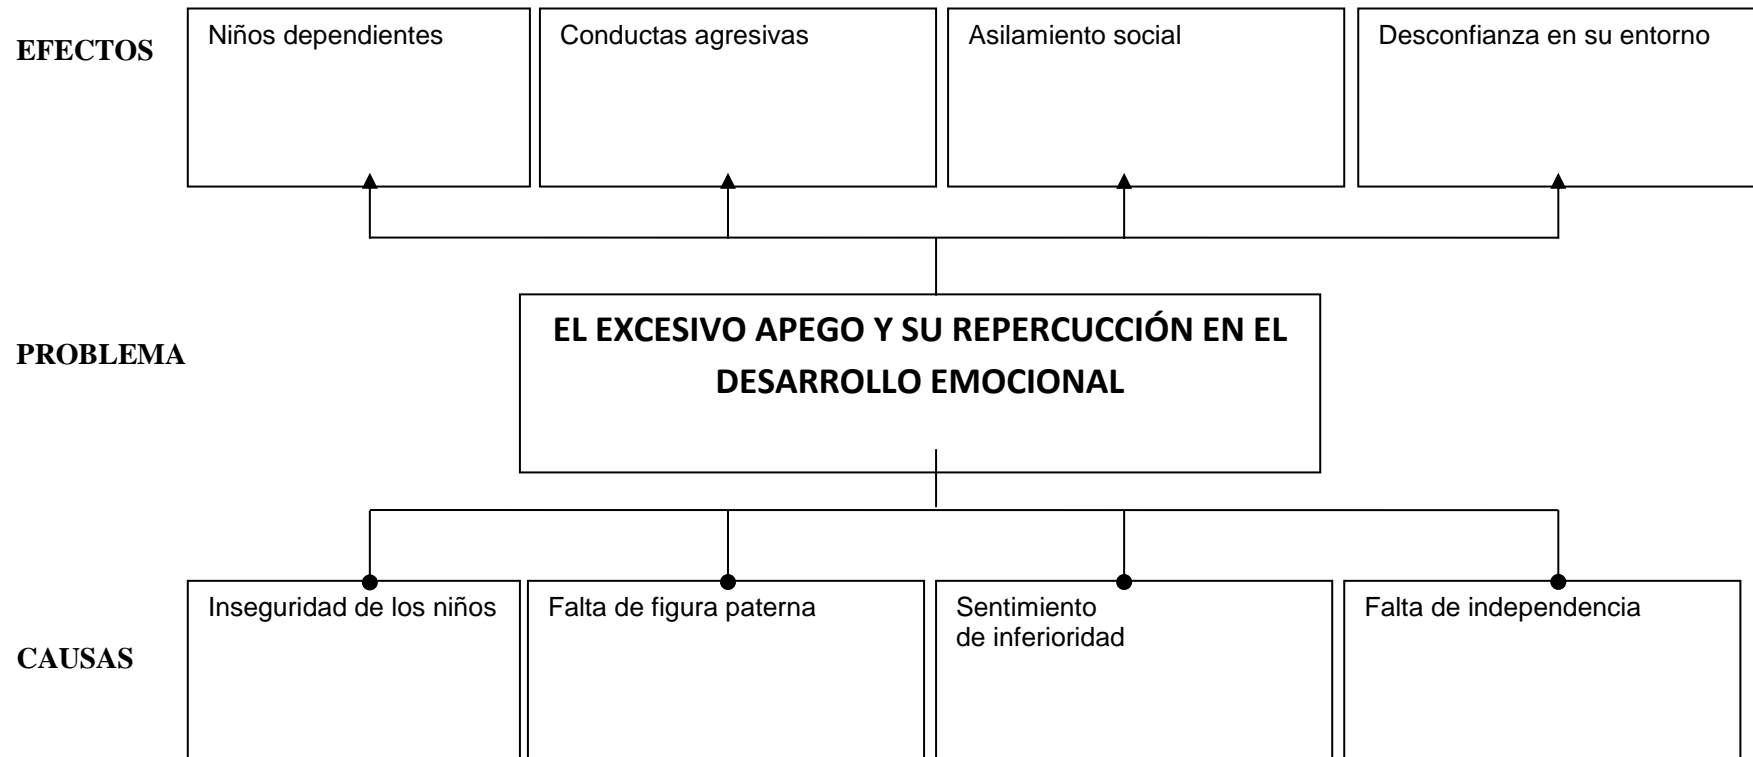 EFECTOS
Niños dependientes
Conductas agresivas
Asilamiento social
Desconfianza en su entorno
PROBLEMA
EL EXCESIVO APEGO Y SU REPERCUCCIÓN EN EL
DESARROLLO EMOCIONAL
CAUSAS
Inseguridad de los niños
Falta de figura paterna
Sentimiento
de inferioridad
Falta de independencia